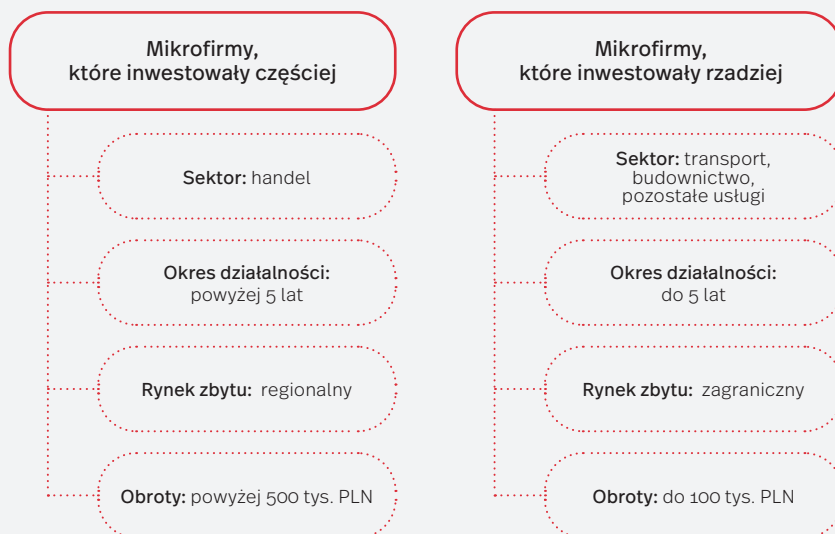 Mikrofirmy,
które inwestowały częściej
Sektor: handel
Okres działalności:
powyżej 5 lat
Rynek zbytu: regionalny
Obroty: powyżej 500 tys. PLN
Mikrofirmy,
które inwestowały rzadziej
Sektor: transport,
budownictwo,
pozostałe usługi
Okres działalności:
do 5 lat
Rynek zbytu: zagraniczny
Obroty: do 100 tys. PLN